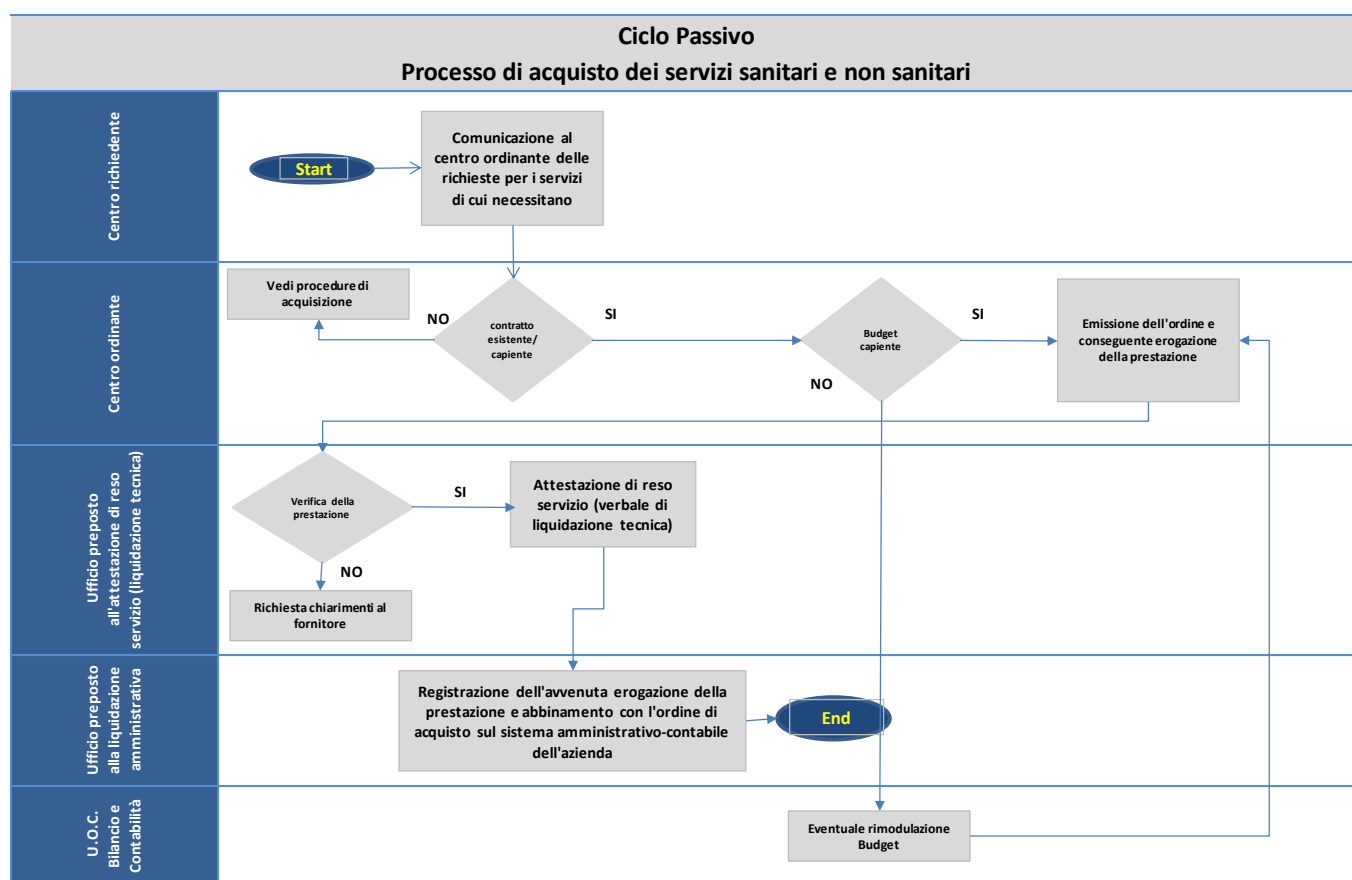 Ciclo Passivo
Processo di acquisto dei servizi sanitari e non sanitari
Centro richiedente
Start
Comunicazione al
centro ordinante delle
richieste per i servizi
di cui necessitano
Centro ordinante
Vedi procedure di
acquisizione
NO
contratto
esistente/
capiente
SI
Budget
capiente
SI
NO
Emissione dell'ordine e
conseguente erogazione
della prestazione
Ufficio preposto
all'attestazione di reso
servizio (liquidazione tecnica)
Verifica della
prestazione
SI
Attestazione di reso
servizio (verbale di
liquidazione tecnica)
NO
Richiesta chiarimenti al
fornitore
Ufficio preposto
alla liquidazione
amministrativa
Registrazione dell'avvenuta erogazione della
prestazione e abbinamento con l'ordine di
acquisto sul sistema amministrativo-contabile
dell'azienda
End
U.O.C.
Bilancio e
Contabilità
Eventuale rimodulazione
Budget